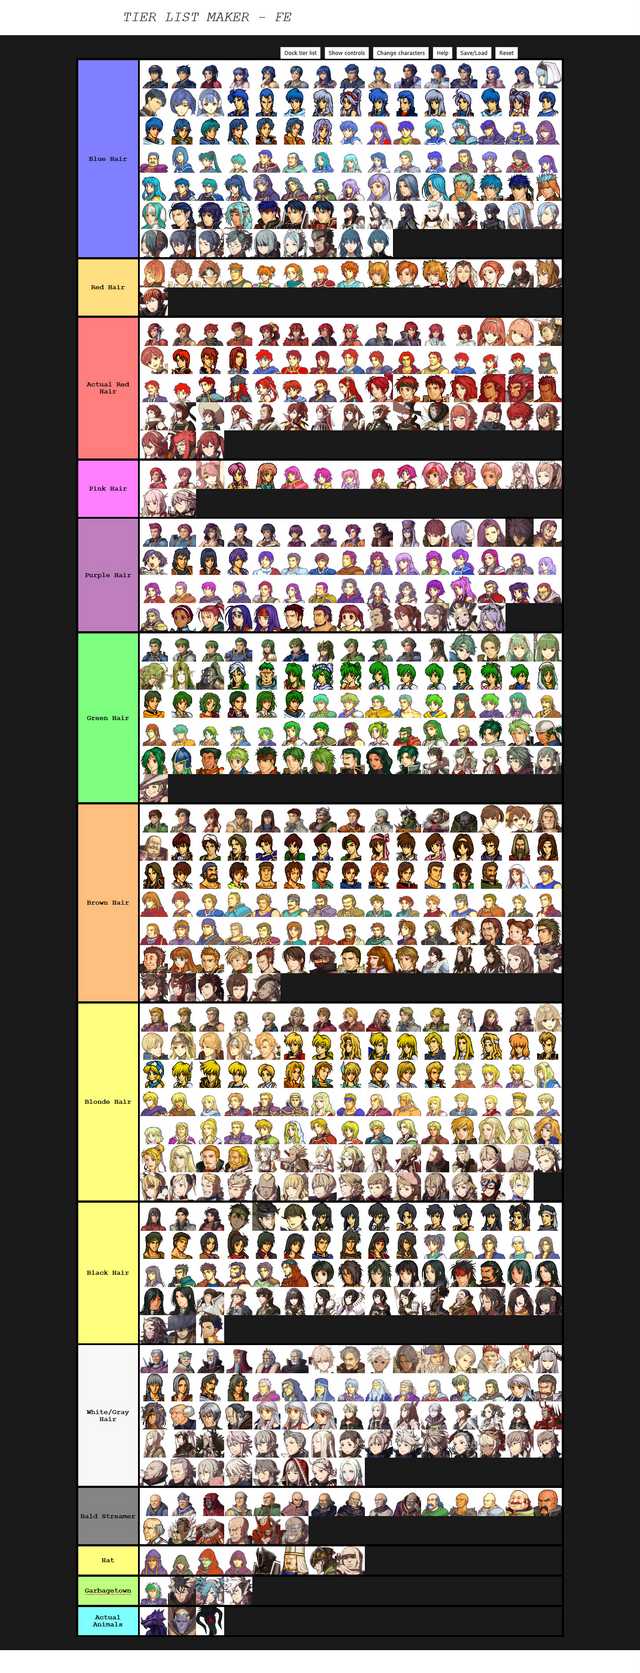 TIER LIST MAKER - FE
Dock tier list
Show controls
Change characters
Help
Save/Load
Reset
Blue Hair
Red Hair
Actual Red
Hair
Pink Hair
Purple Hair
Green Hair
Brown Hair
Blonde Hair
Black Hair
White/Gray
Hair
Bald Streamer
Hat
Garbagetown
Actual
Animals